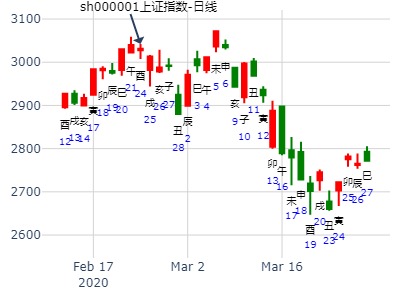 sh000001上证指数-日线
3100
3000
2900
2800
2700
2600
酉
12
戌
13
亥
14
寅
17
卯
18
辰
19
巳
20
午
21
酉
24
戌
25
亥
26
子
27
丑
28
辰
2
巳
3
午
4
未
5
申
6
亥
9
子
10
丑
11
寅
12
卯
13
午
16
未
17
申
18
酉
19
戌
20
丑
23
寅
24
卯
25
辰
26
巳
27
Feb 17
2020
Mar 2
Mar 16